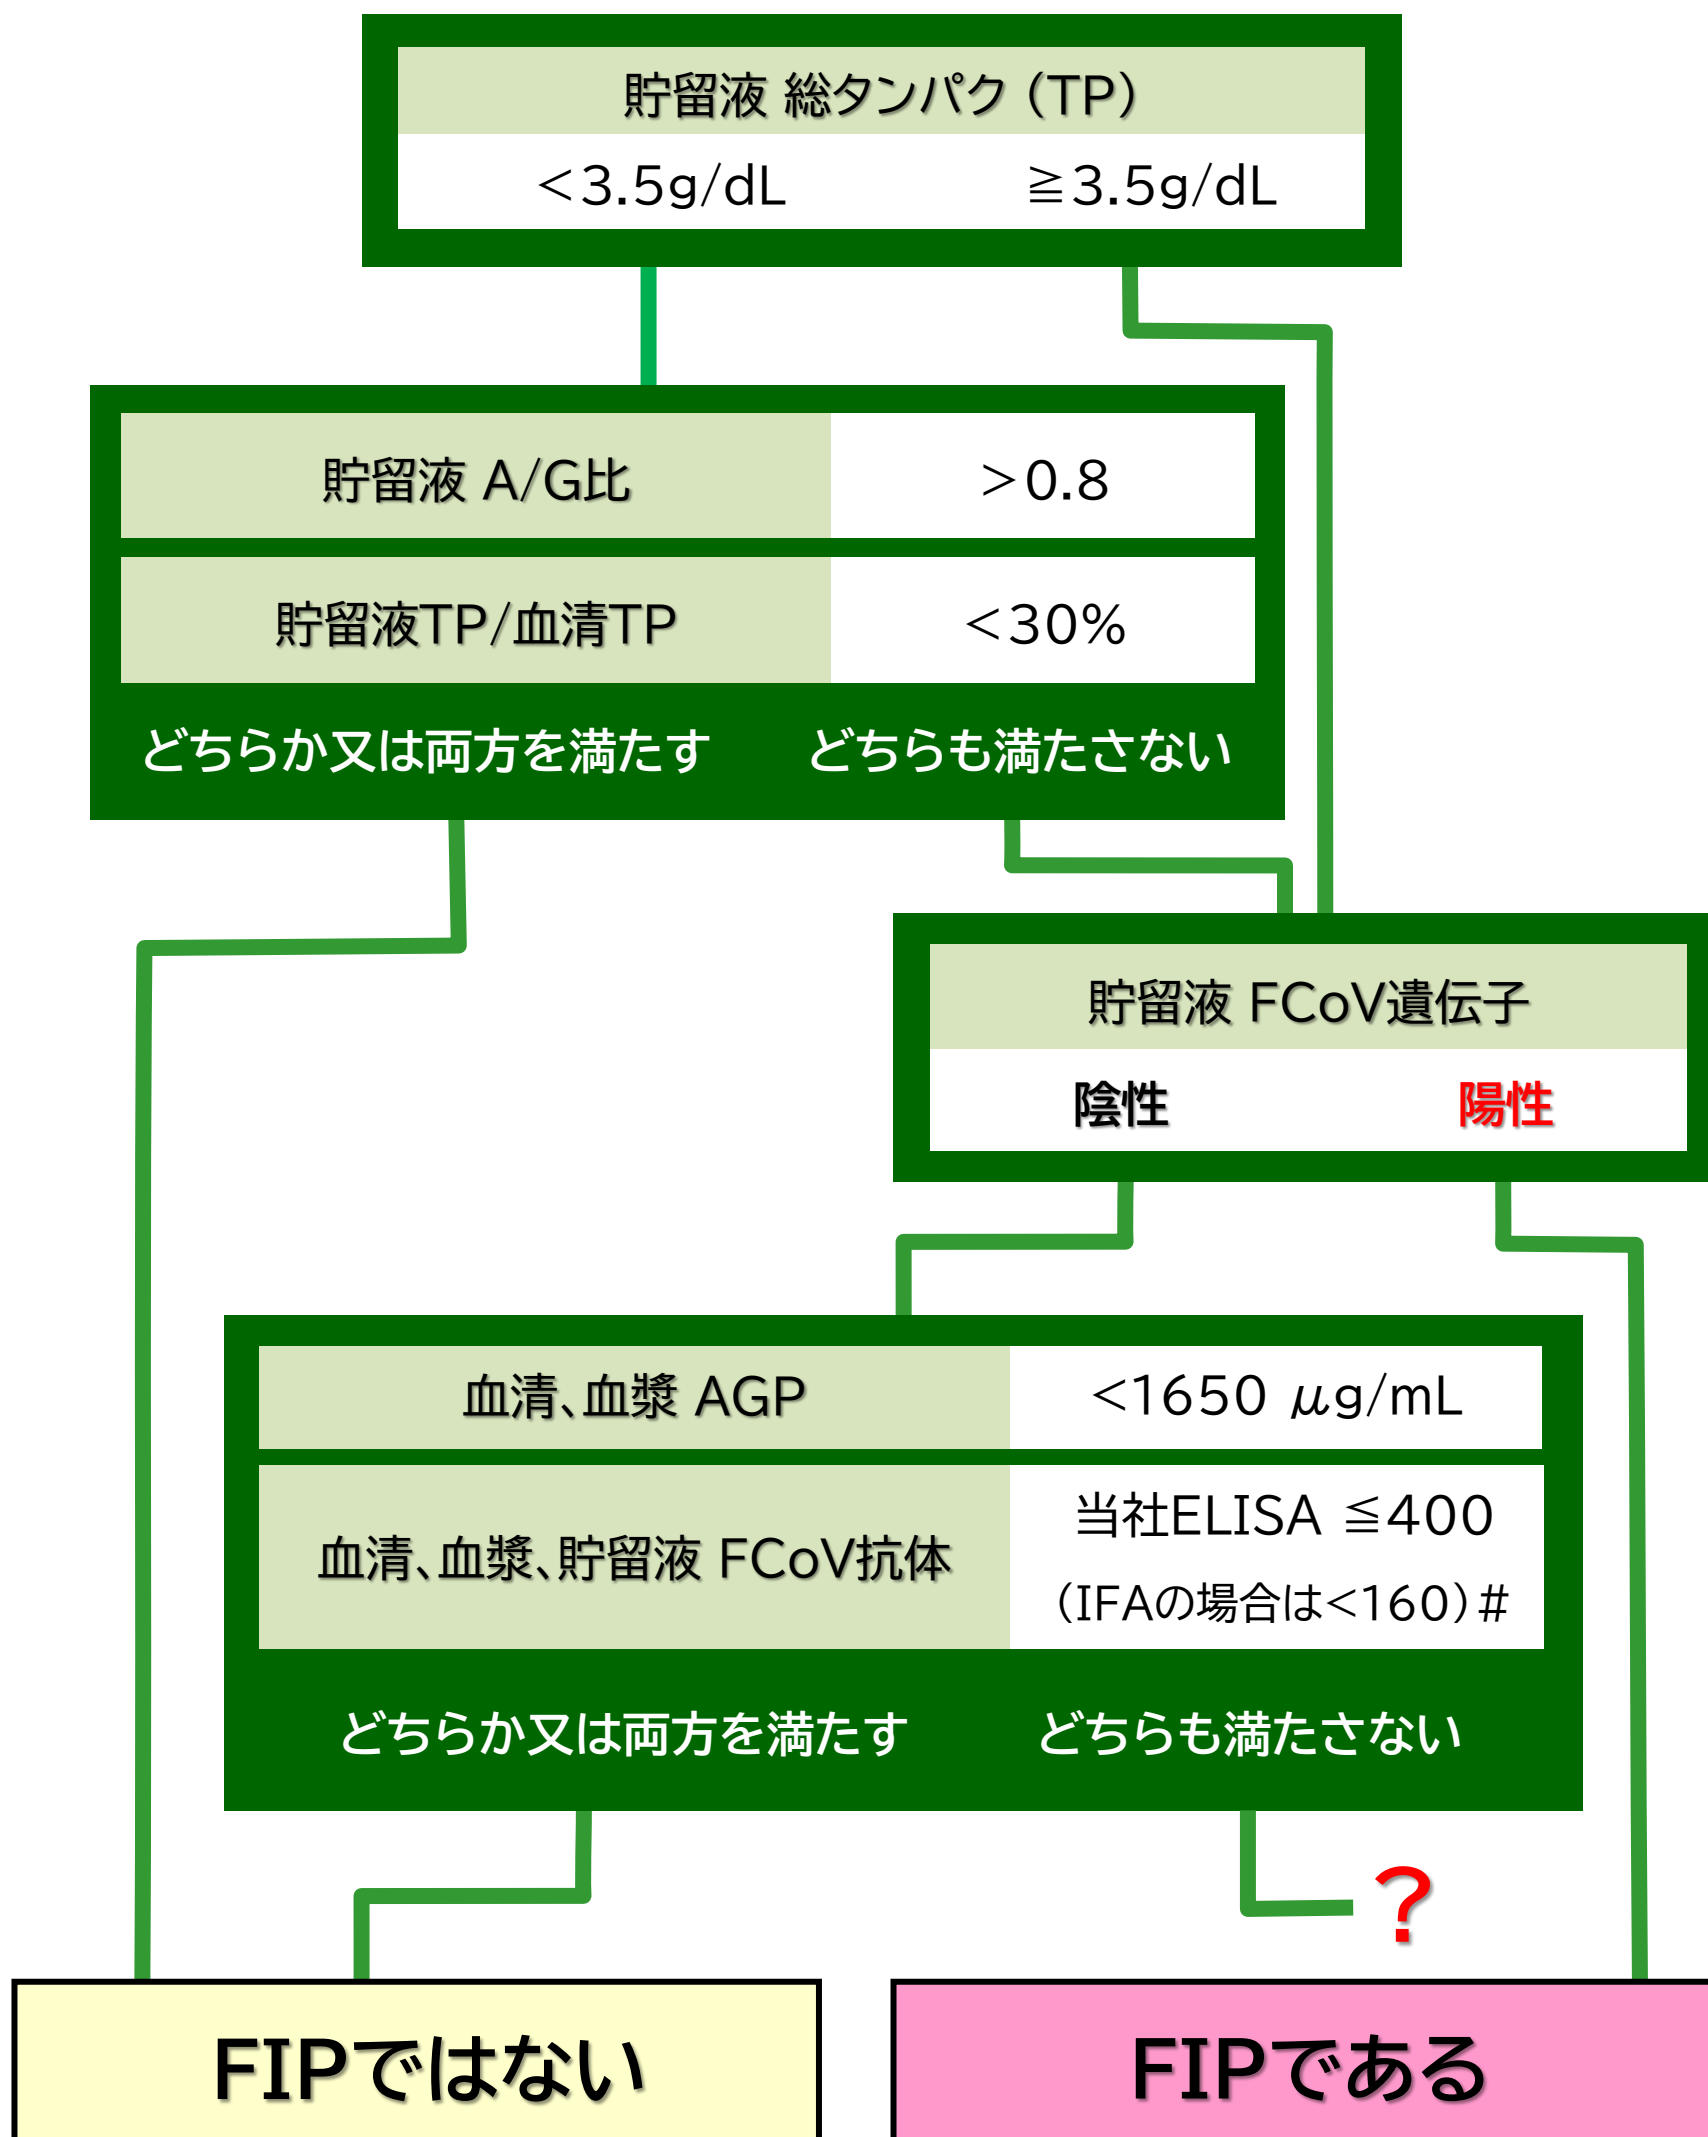 貯留液 総タンパク（TP）
＜3.5g/dL ≧3.5g/dL
貯留液 A/G比 ＞0.8
貯留液TP/血清TP ＜30%
どちらか又は両方を満たす どちらも満たさない
貯留液 FCoV遺伝子
陰性 陽性
血清、血漿 AGP ＜1650 μg/mL
血清、血漿、貯留液 FCoV抗体
当社ELISA ≦400
（IFAの場合は＜160）＃
どちらか又は両方を満たす どちらも満たさない
？
FIPではない FIPである